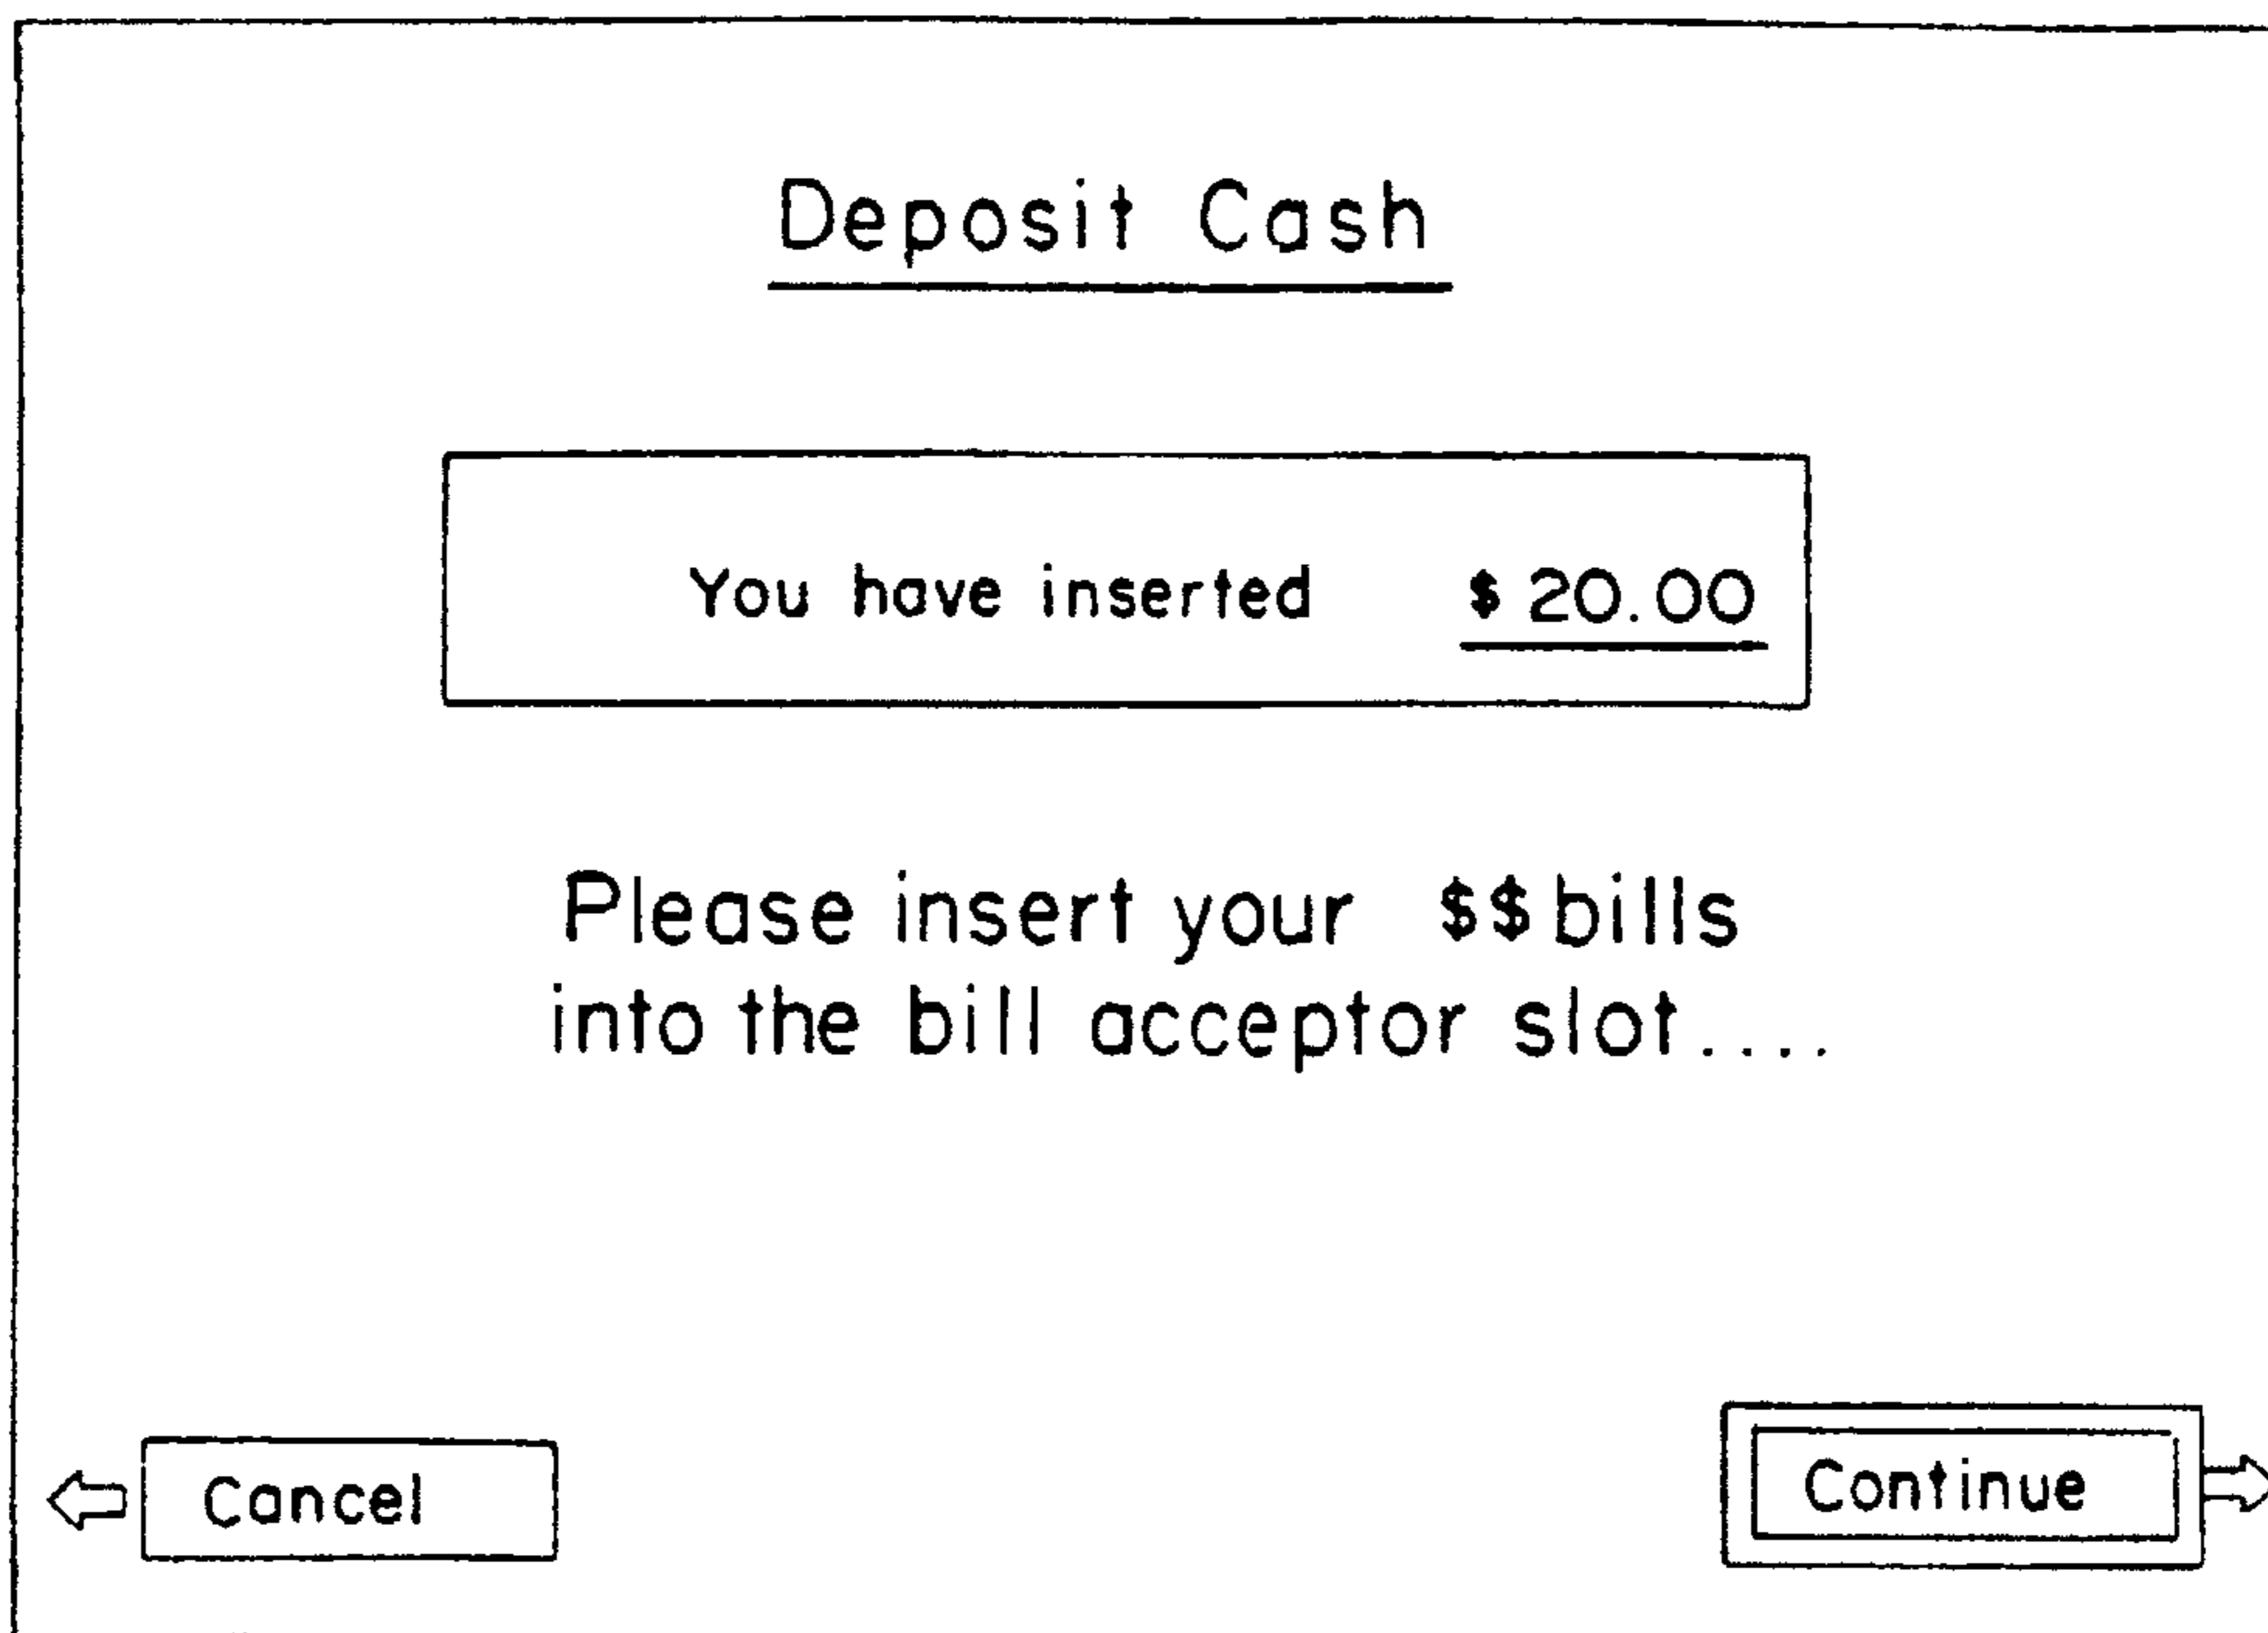 Deposit Cash
You have inserted $20.00
Please insert your $$bills
into the bill acceptor slot....
Cancel
Continue